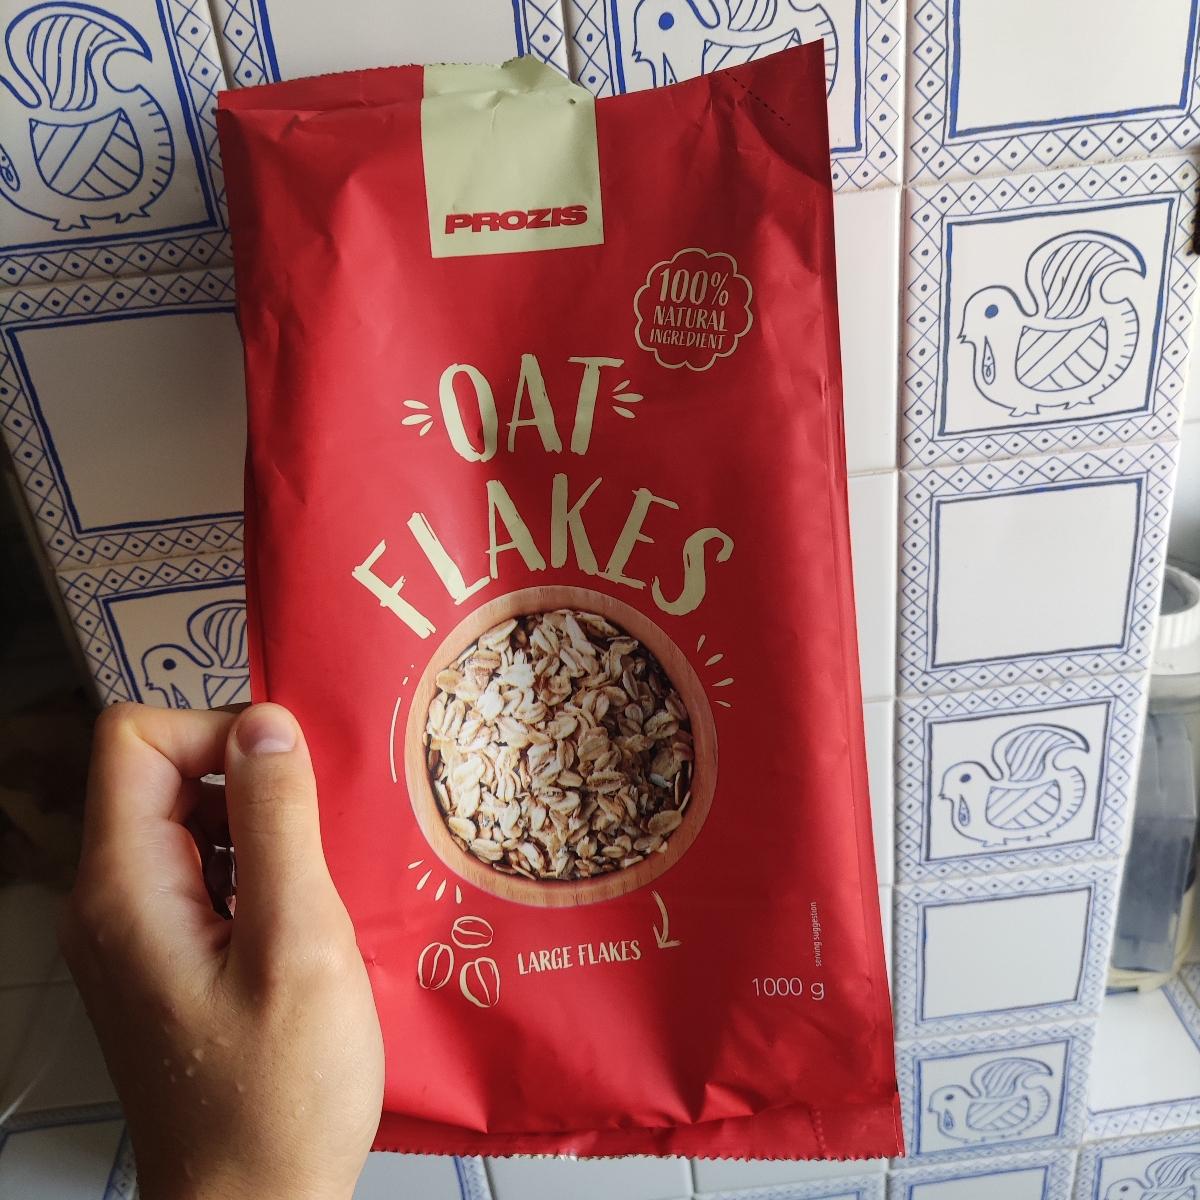 PROZIS
100%
NATURAL
INGREDIENT
OAT
FLAKES
LARGE FLAKES
serving suggestion
1000 g